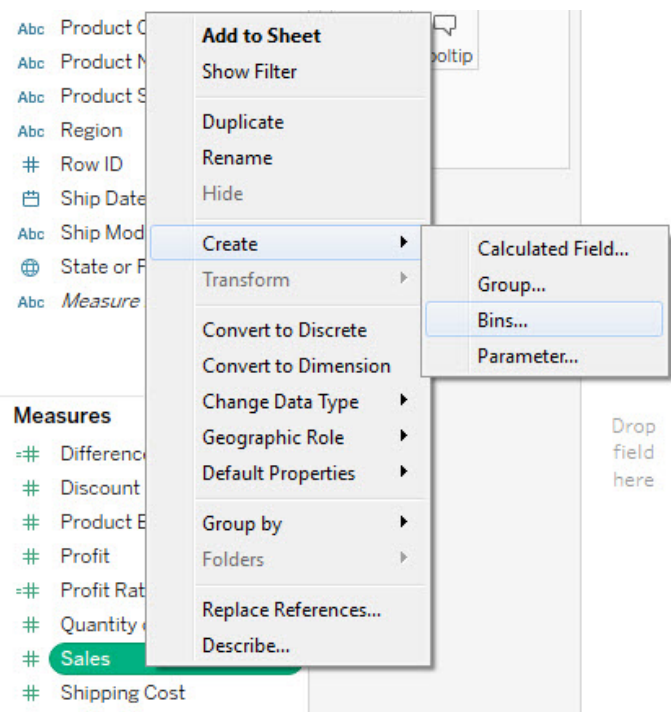 Abc Product C
Abc Product N
Abc Product S
Abc Region
# Row ID
Ship Date
Abc Ship Mod
State or P
Abc Measure
Measures
=# Difference
# Discount
# Product B
# Profit
=# Profit Rat
# Quantity
# Sales
# Shipping Cost
Add to Sheet
Show Filter
Duplicate
Rename
Hide
Create
Transform
Convert to Discrete
Convert to Dimension
Change Data Type
Geographic Role
Default Properties
Group by
Folders
Replace References...
Describe...
Calculated Field...
Group...
Bins...
Parameter...
ooltip
Drop
field
here